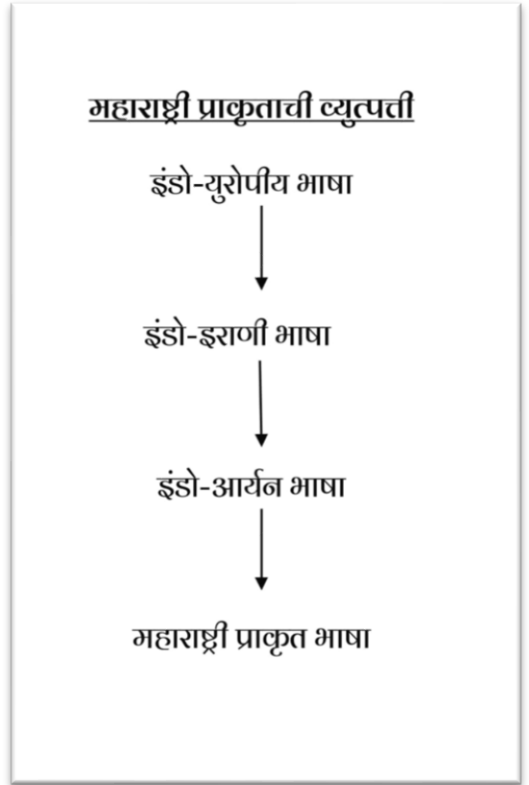 महाराष्ट्री प्राकृताची व्युत्पत्ती
इंडो-युरोपीय भाषा
इंडो-इराणी भाषा
इंडो-आर्यन भाषा
महाराष्ट्री प्राकृत भाषा